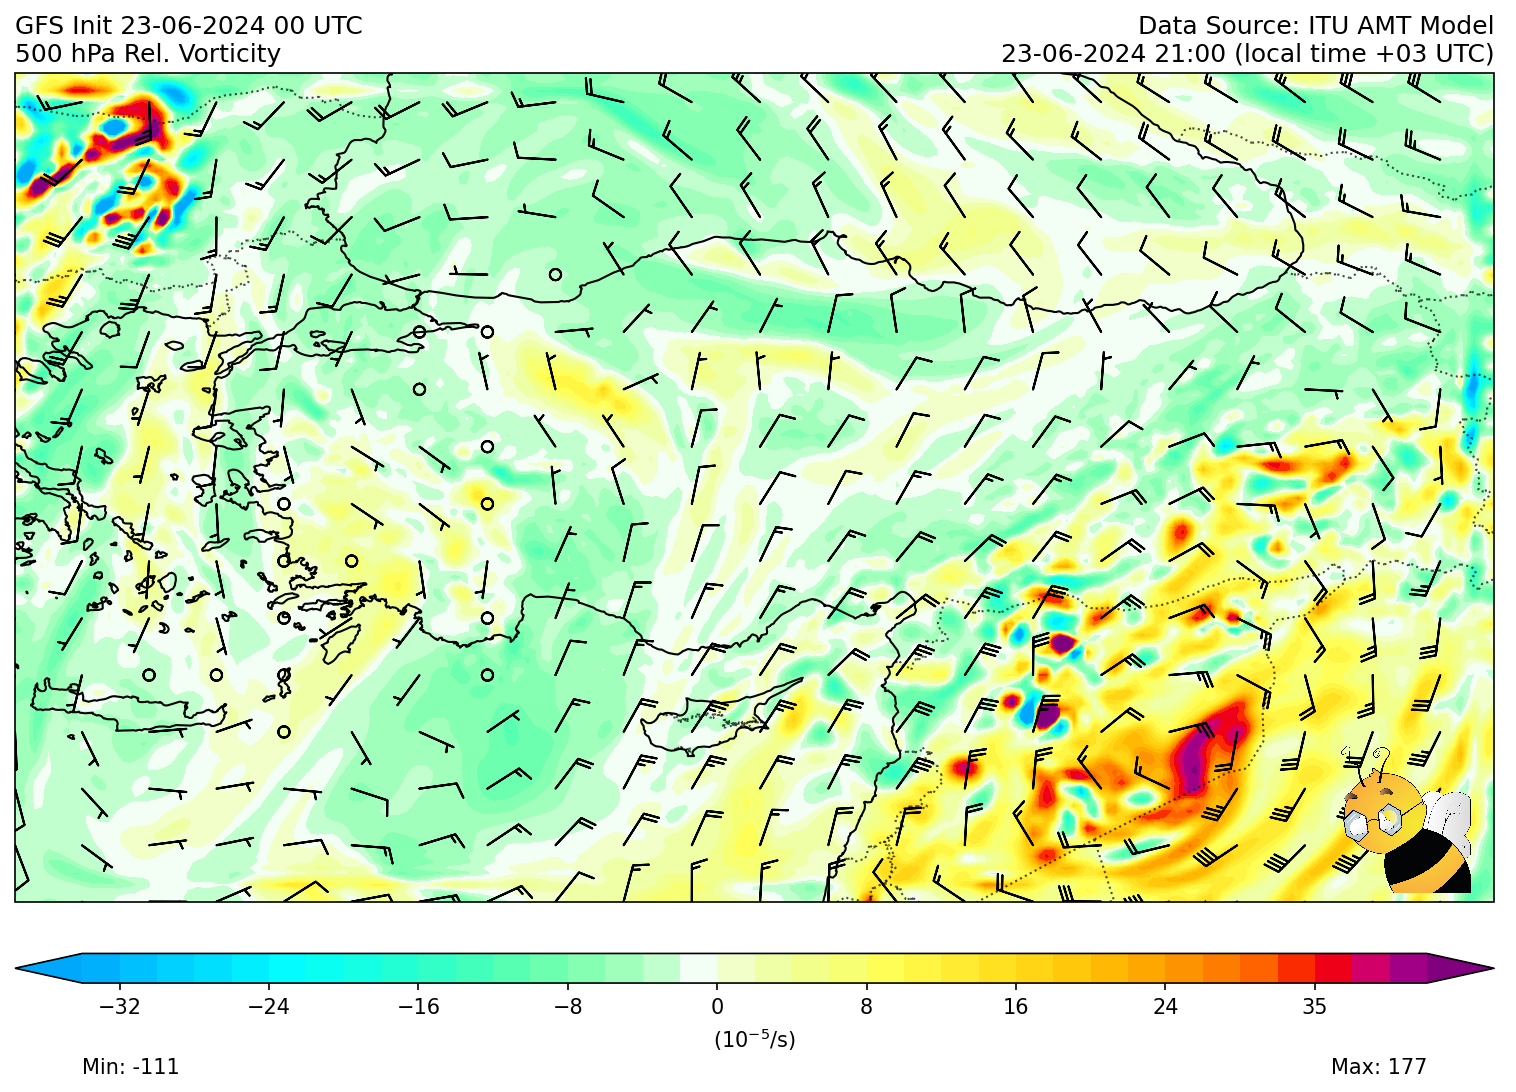 GFS Init 23-06-2024 00 UTC
Data Source: ITU AMT Model
500 hPa Rel. Vorticity
23-06-2024 21:00 (local time +03 UTC)
−32 −24 −16 −8 0 8 16 24 35
(10⁻⁵/s)
Min: -111
Max: 177